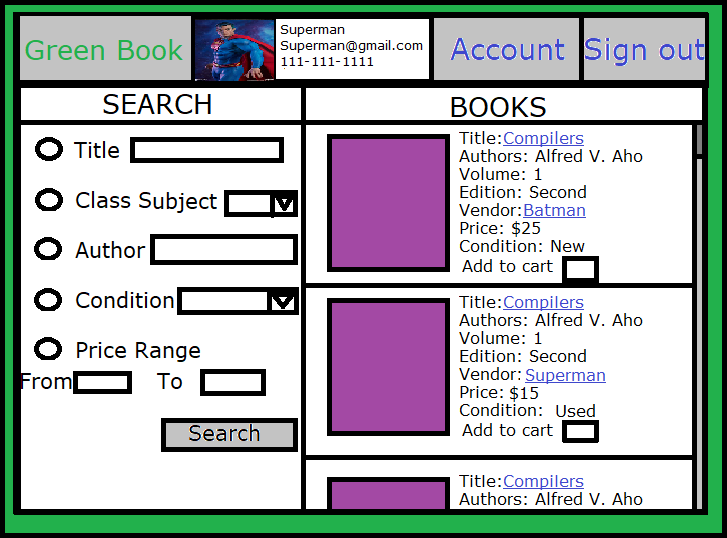 Green Book
Superman
Superman@gmail.com
111-111-1111
Account
Sign out
SEARCH
Title
Class Subject
Author
Condition
Price Range
From
To
Search
BOOKS
Title:Compilers
Authors: Alfred V. Aho
Volume: 1
Edition: Second
Vendor:Batman
Price: $25
Condition: New
Add to cart
Title:Compilers
Authors: Alfred V. Aho
Volume: 1
Edition: Second
Vendor: Superman
Price: $15
Condition: Used
Add to cart
Title:Compilers
Authors: Alfred V. Aho